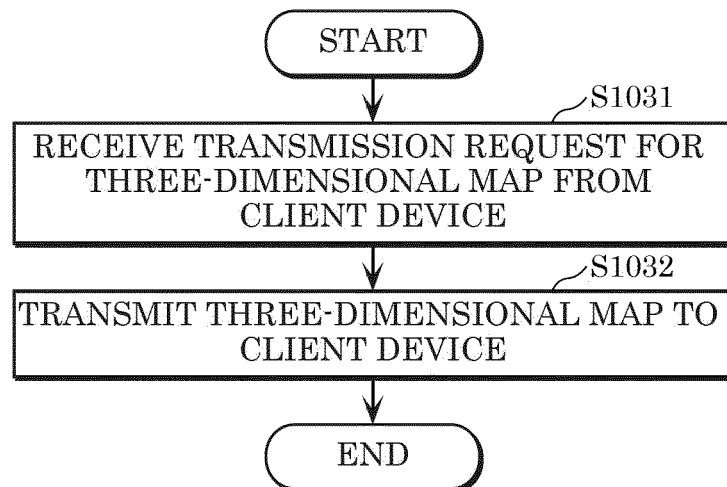 START
S1031
RECEIVE TRANSMISSION REQUEST FOR
THREE-DIMENSIONAL MAP FROM
CLIENT DEVICE
S1032
TRANSMIT THREE-DIMENSIONAL MAP TO
CLIENT DEVICE
END